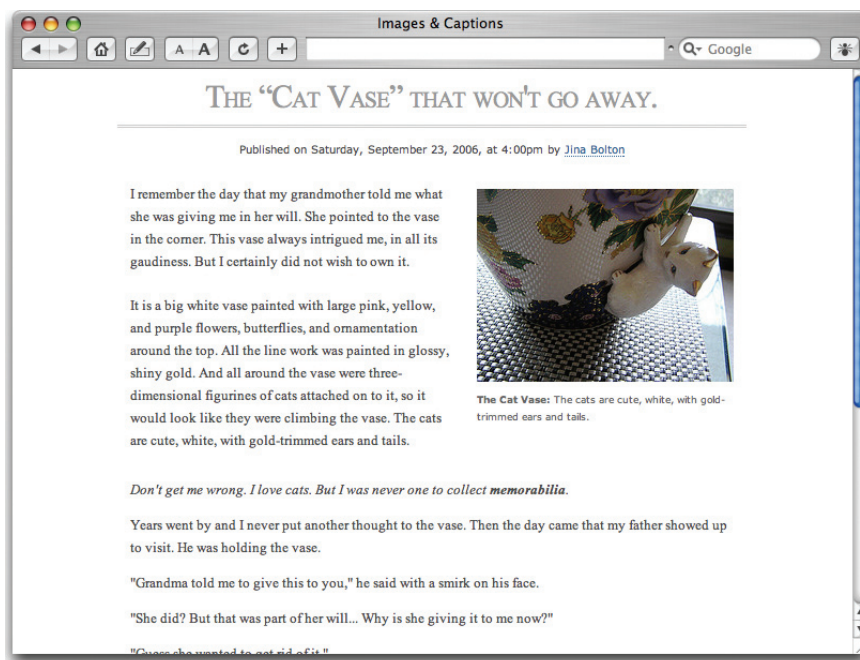 Images & Captions
A A
Google
The “Cat Vase” that won't go away.
Published on Saturday, September 23, 2006, at 4:00pm by Jina Bolton
I remember the day that my grandmother told me what
she was giving me in her will. She pointed to the vase
in the corner. This vase always intrigued me, in all its
gaudiness. But I certainly did not wish to own it.
It is a big white vase painted with large pink, yellow,
and purple flowers, butterflies, and ornamentation
around the top. All the line work was painted in glossy,
shiny gold. And all around the vase were three-
dimensional figurines of cats attached on to it, so it
would look like they were climbing the vase. The cats
are cute, white, with gold-trimmed ears and tails.
The Cat Vase: The cats are cute, white, with gold-
trimmed ears and tails.
Don't get me wrong. I love cats. But I was never one to collect memorabilia.
Years went by and I never put another thought to the vase. Then the day came that my father showed up
to visit. He was holding the vase.
"Grandma told me to give this to you," he said with a smirk on his face.
"She did? But that was part of her will... Why is she giving it to me now?"
"Guess she wanted to get rid of it."